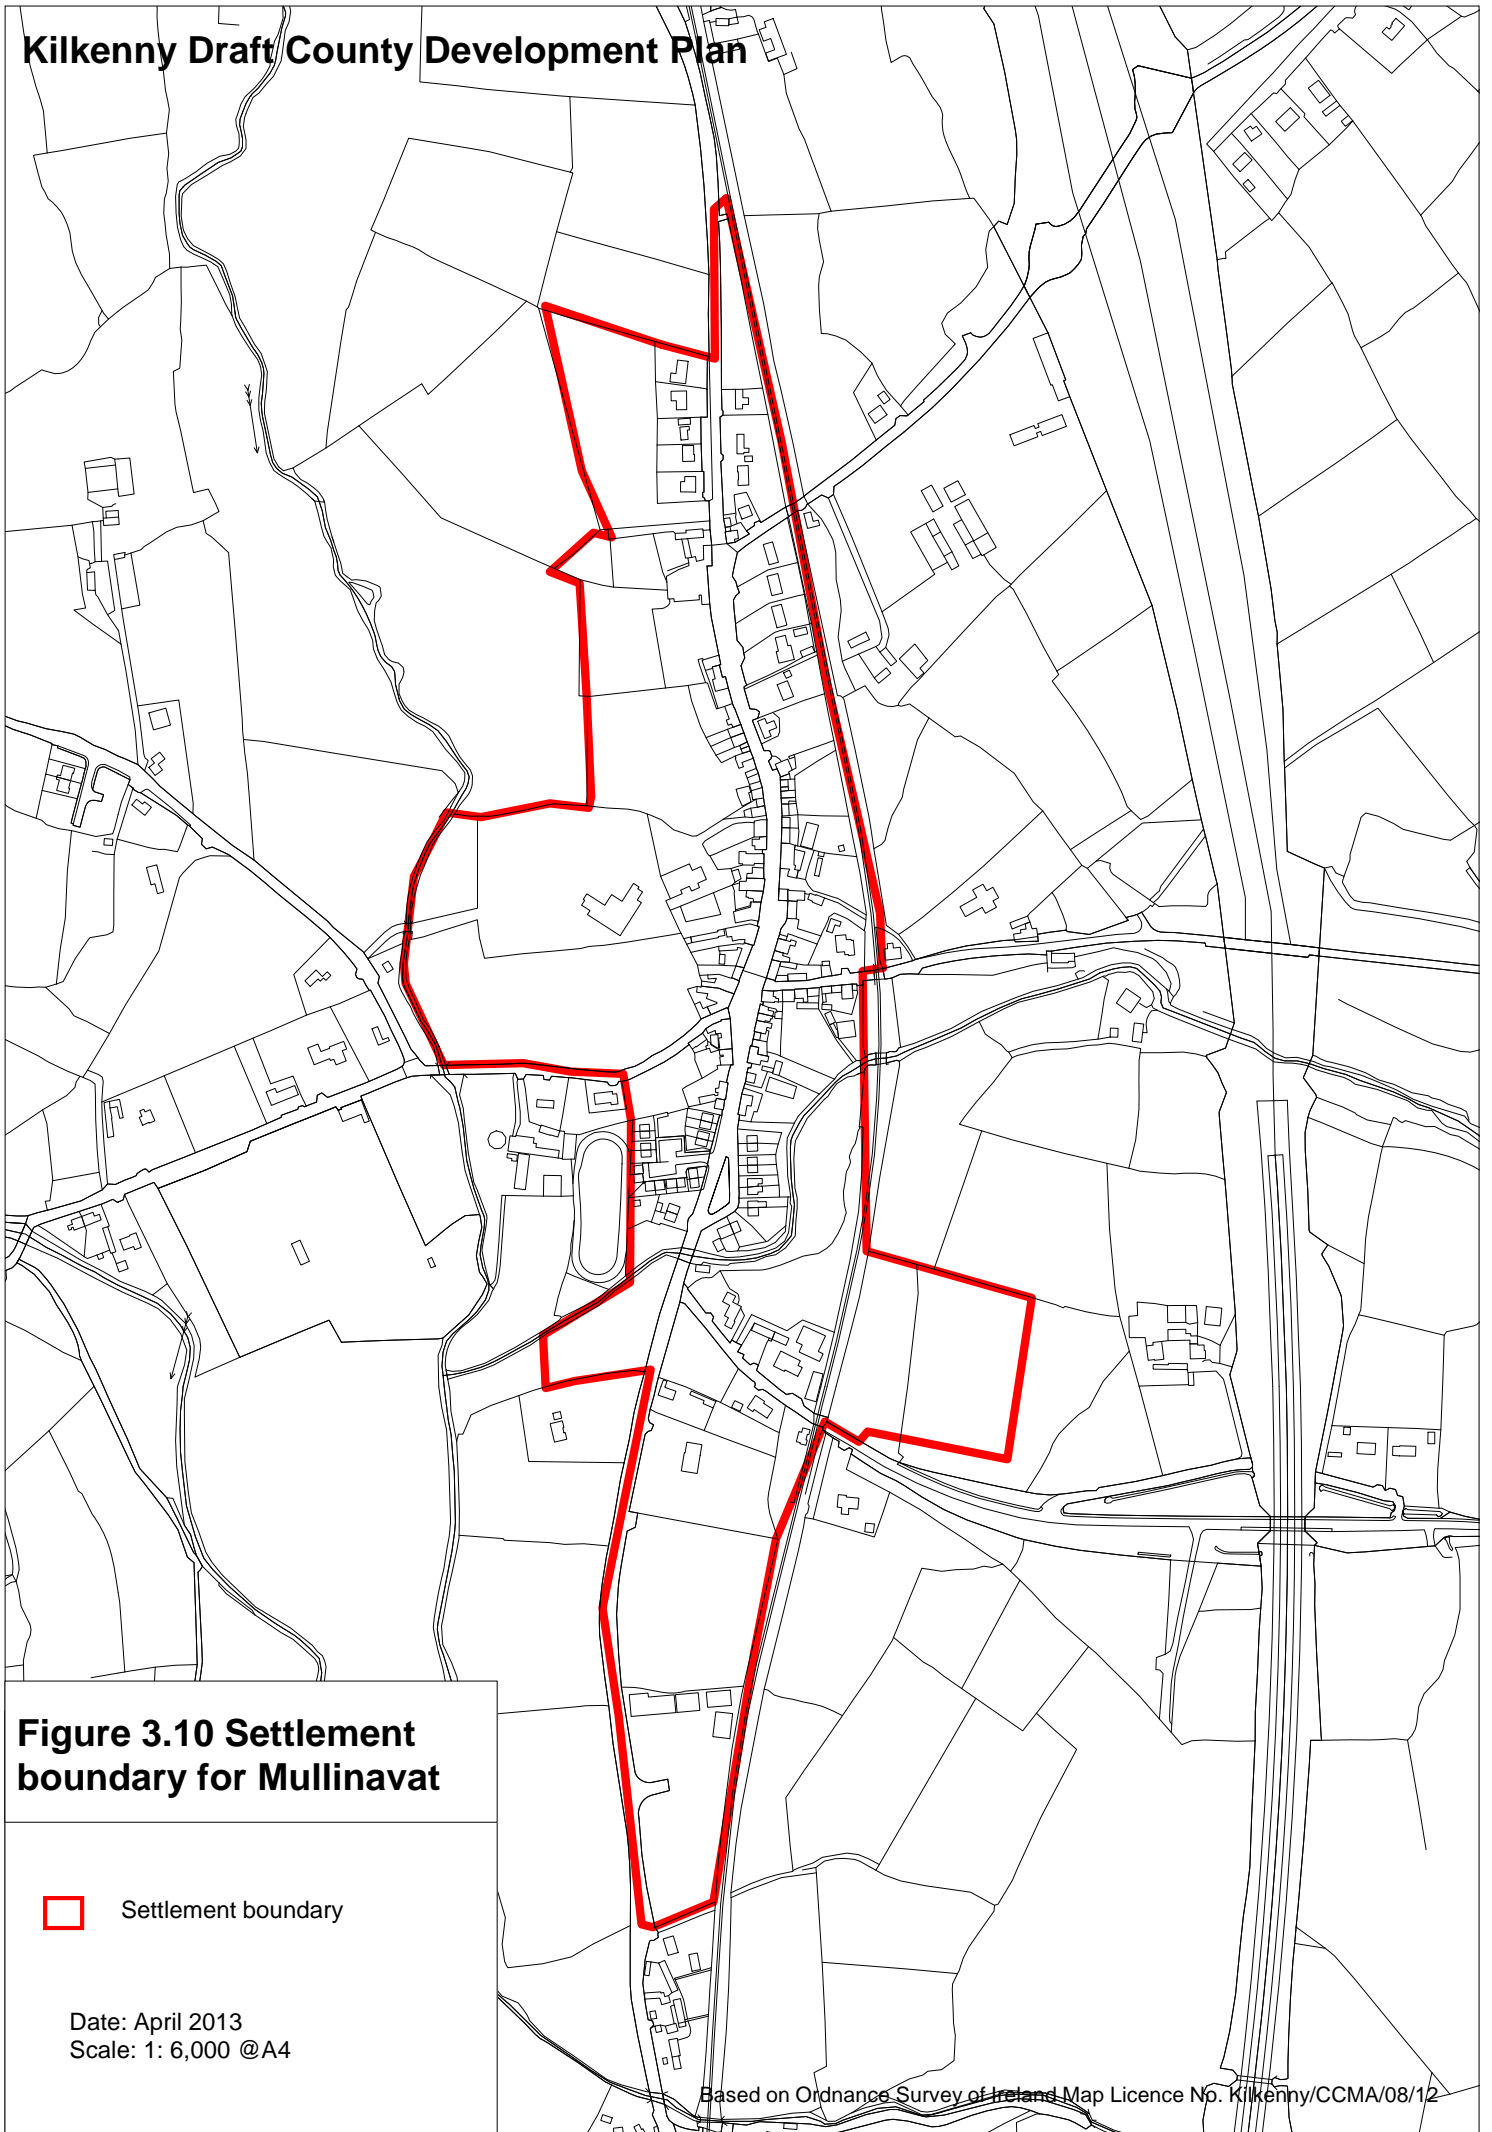 Kilkenny Draft County Development Plan
Figure 3.10 Settlement
boundary for Mullinavat
Settlement boundary
Date: April 2013
Scale: 1: 6,000 @A4
Based on Ordnance Survey of Ireland Map Licence No. Kilkenny/CCMA/08/12